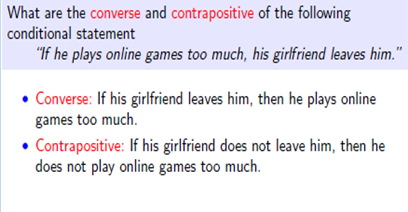 What are the converse and contrapositive of the following
conditional statement
"If he plays online games too much, his girlfriend leaves him."
• Converse: If his girlfriend leaves him, then he plays online
games too much.
• Contrapositive: If his girlfriend does not leave him, then he
does not play online games too much.